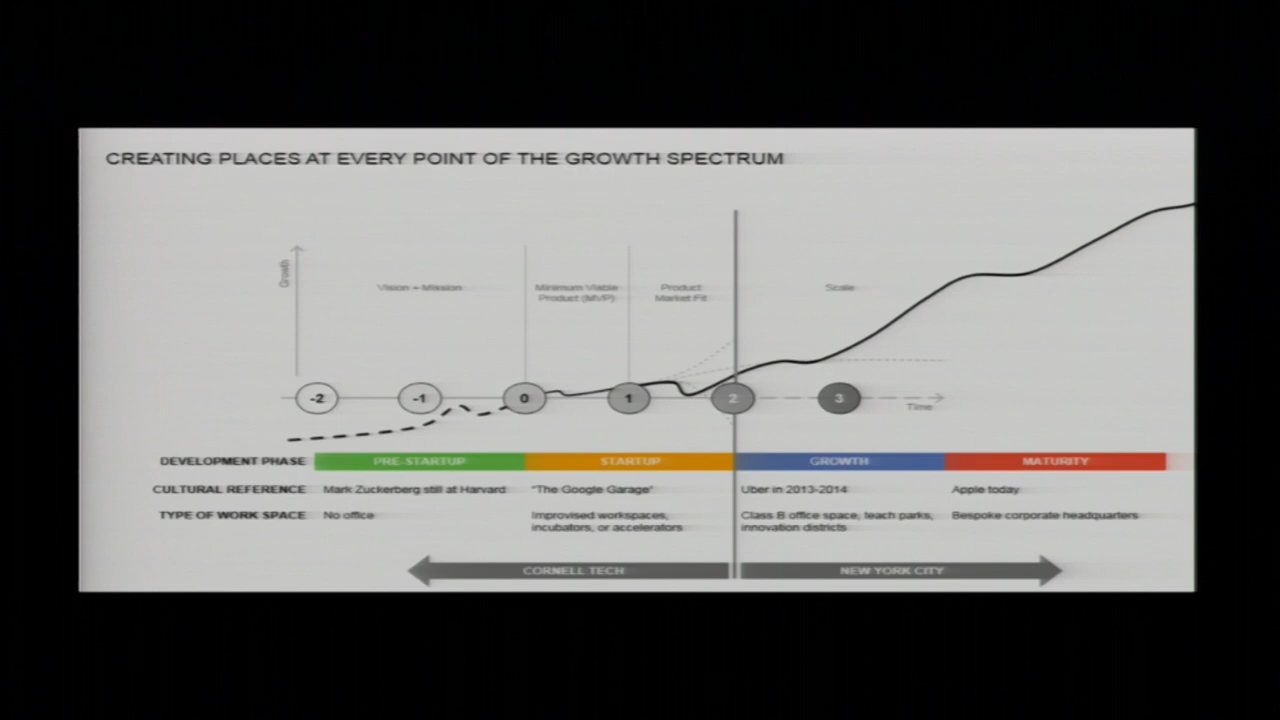 CREATING PLACES AT EVERY POINT OF THE GROWTH SPECTRUM
Growth
Vision + Mission
Minimum Viable
Product (MVP)
Product
Market Fit
Scale
-2
-1
0
1
2
3
Time
DEVELOPMENT PHASE
PRE-STARTUP
STARTUP
GROWTH
MATURITY
CULTURAL REFERENCE
Mark Zuckerberg still at Harvard
"The Google Garage"
Uber in 2013-2014
Apple today
TYPE OF WORK SPACE
No office
Improvised workspaces,
incubators, or accelerators
Class B office space, teach parks,
innovation districts
Bespoke corporate headquarters
CORNELL TECH
NEW YORK CITY